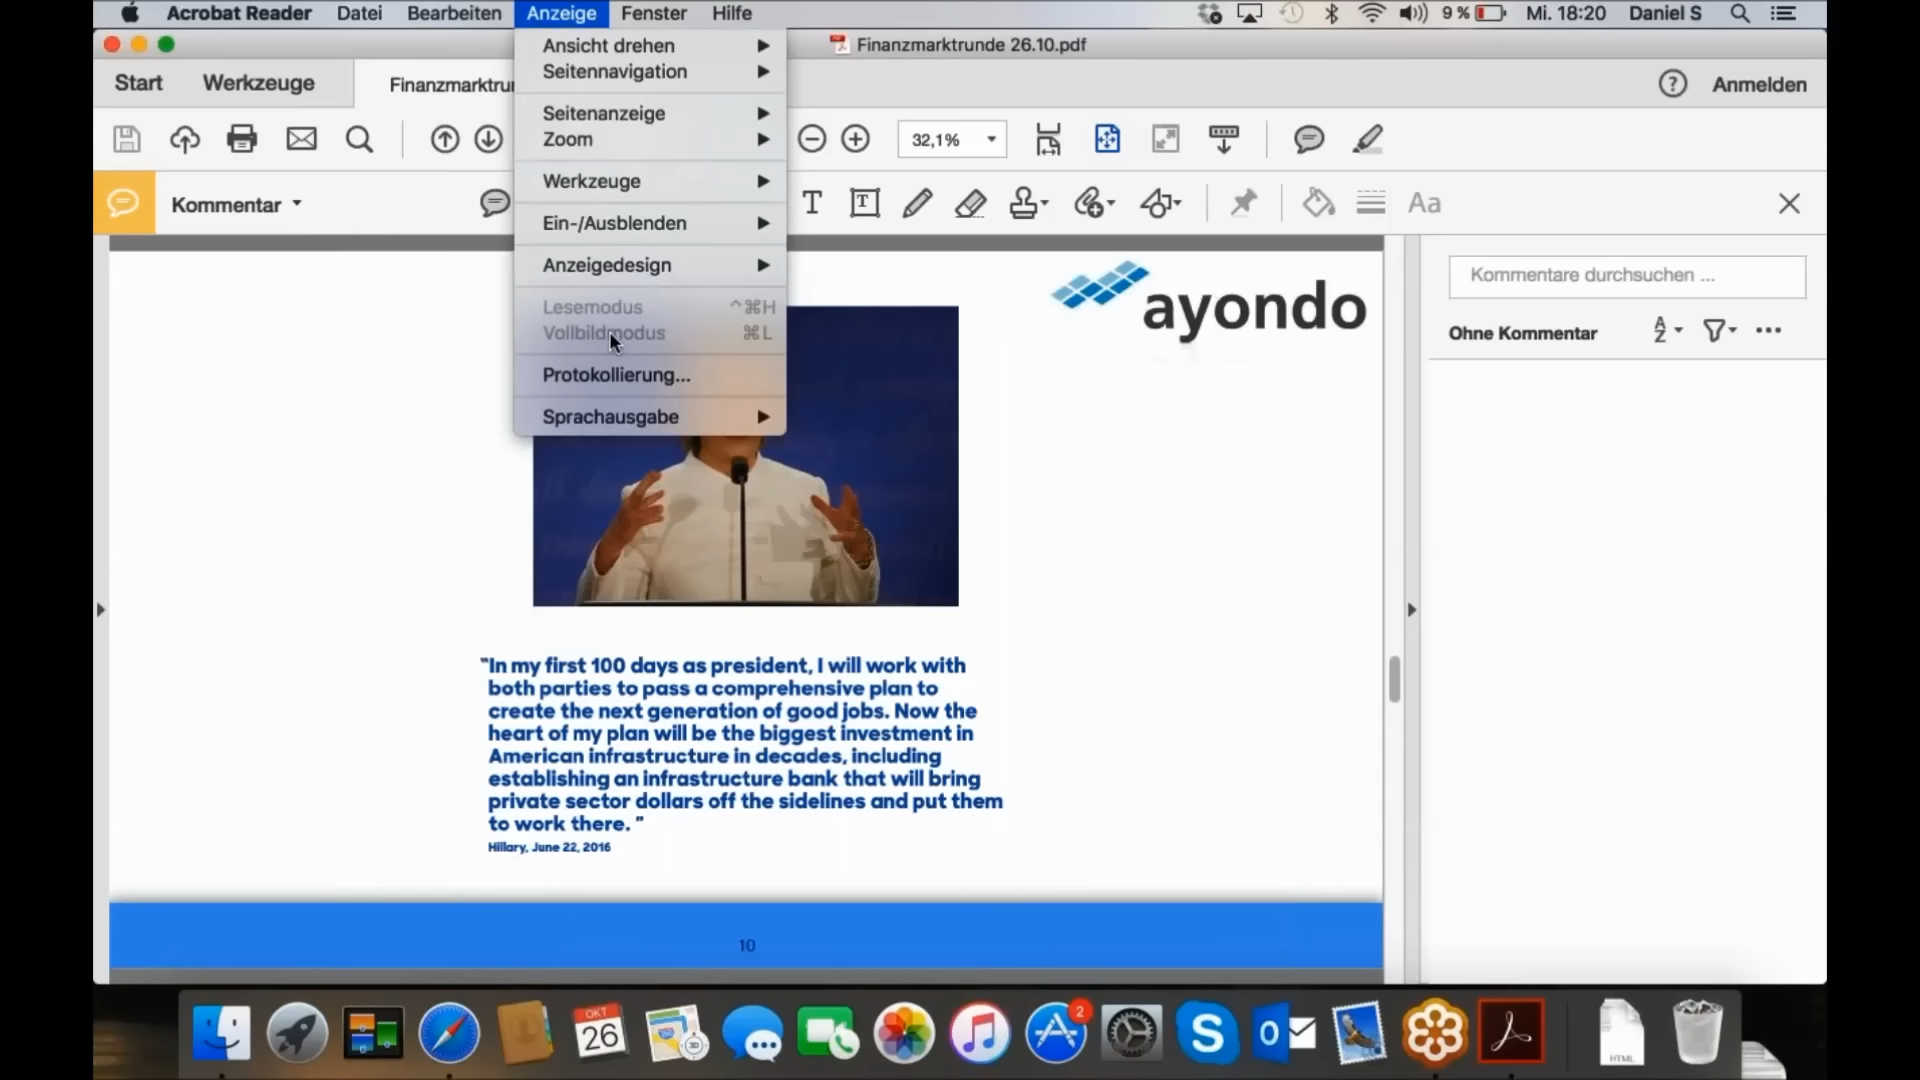 Acrobat Reader Datei Bearbeiten Anzeige Fenster Hilfe 9 % Mi. 18:20 Daniel S
Finanzmarktrunde 26.10.pdf
Start Werkzeuge Finanzmarktrun Anmelden
32,1%
Kommentar
T T Aa
Ansicht drehen
Seitennavigation
Seitenanzeige
Zoom
Werkzeuge
Ein-/Ausblenden
Anzeigedesign
Lesemodus ^⌘H
Vollbildmodus ⌘L
Protokollierung...
Sprachausgabe
ayondo
Kommentare durchsuchen ...
Ohne Kommentar
"In my first 100 days as president, I will work with
both parties to pass a comprehensive plan to
create the next generation of good jobs. Now the
heart of my plan will be the biggest investment in
American infrastructure in decades, including
establishing an infrastructure bank that will bring
private sector dollars off the sidelines and put them
to work there. "
Hillary, June 22, 2016
10
OKT
26
3D
2
S
O
HTML